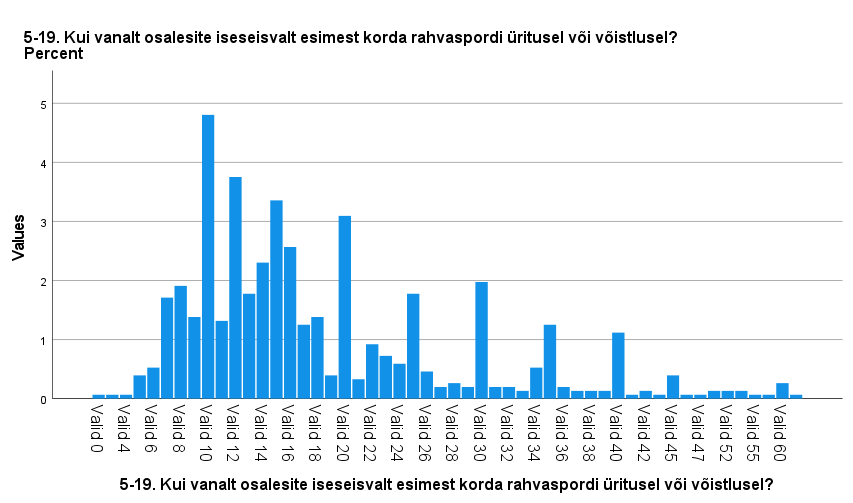 5-19. Kui vanalt osalesite iseseisvalt esimest korda rahvaspordi üritusel või võistlusel?
Percent
5
4
3
2
1
0
Values
Valid 0
Valid 4
Valid 6
Valid 8
Valid 10
Valid 12
Valid 14
Valid 16
Valid 18
Valid 20
Valid 22
Valid 24
Valid 26
Valid 28
Valid 30
Valid 32
Valid 34
Valid 36
Valid 38
Valid 40
Valid 42
Valid 45
Valid 47
Valid 52
Valid 55
Valid 60
5-19. Kui vanalt osalesite iseseisvalt esimest korda rahvaspordi üritusel või võistlusel?